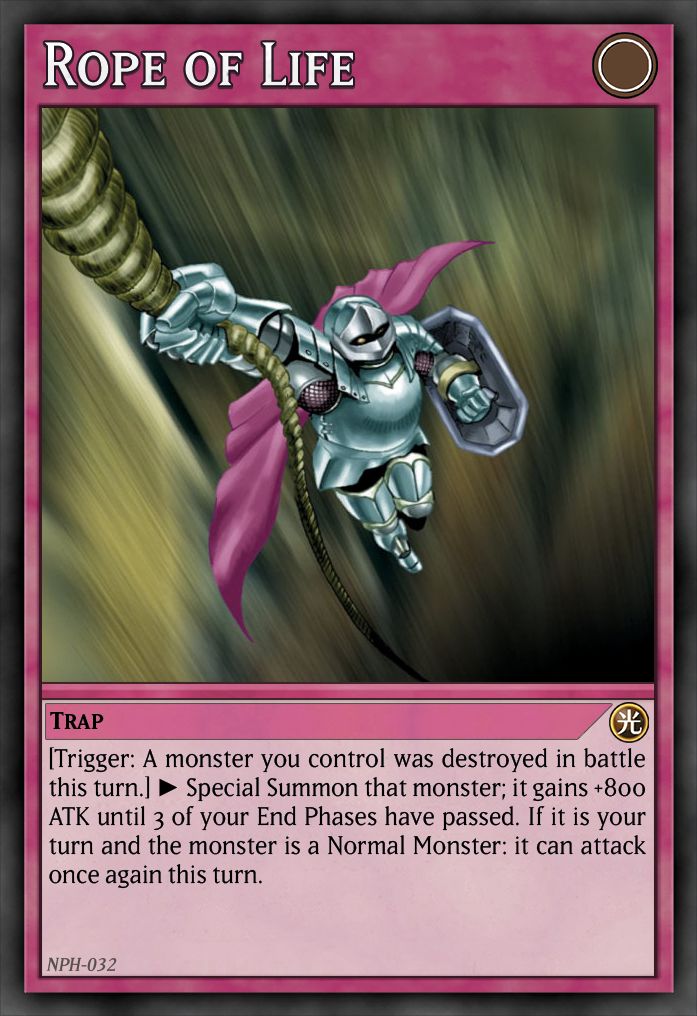 Rope of Life
Trap
光
[Trigger: A monster you control was destroyed in battle
this turn.] ► Special Summon that monster; it gains +800
ATK until 3 of your End Phases have passed. If it is your
turn and the monster is a Normal Monster: it can attack
once again this turn.
NPH-032